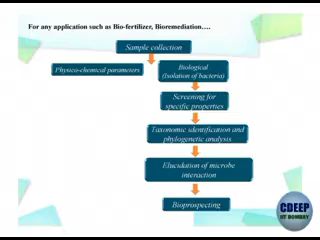 For any application such as Bio-fertilizer, Bioremediation….
Sample collection
Physico-chemical parameters
Biological
(Isolation of bacteria)
Screening for
specific properties
Taxonomic identification and
phylogenetic analysis
Elucidation of microbe
interaction
Bioprospecting
CDEEP
IIT BOMBAY